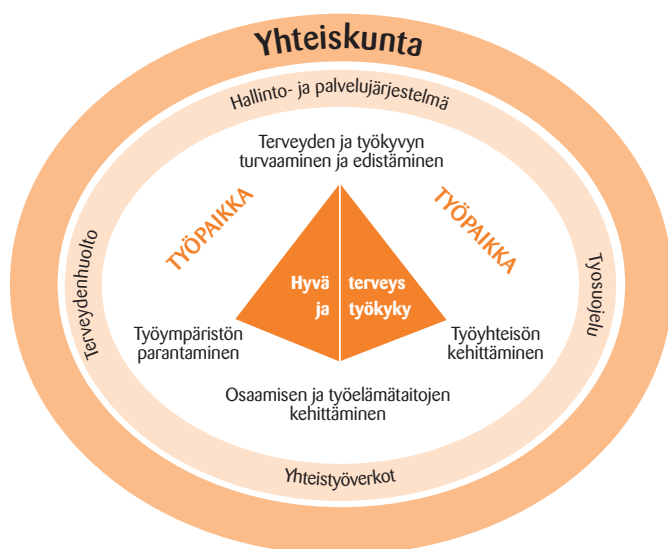 Yhteiskunta
Hallinto- ja palvelujärjestelmä
Terveyden ja työkyvyn
turvaaminen ja edistäminen
TYÖPAIKKA
TYÖPAIKKA
Terveydenhuolto
Tyosuojelu
Hyvä terveys
ja työkyky
Työympäristön
parantaminen
Työyhteisön
kehittäminen
Osaamisen ja työelämätaitojen
kehittäminen
Yhteistyöverkot